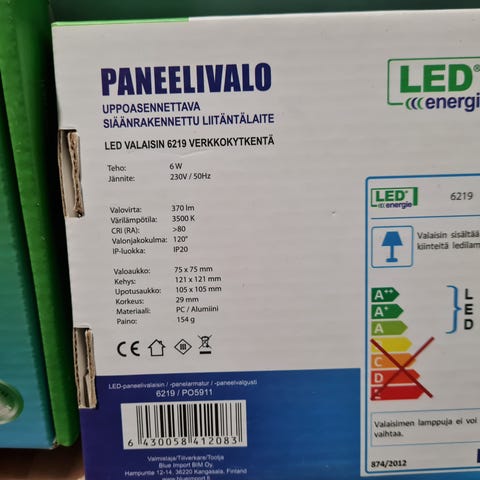 PANEELIVALO
UPPOASENNETTAVA
SIÄÄNRAKENNETTU LIITÄNTÄLAITE
LED VALAISIN 6219 VERKKOKYTKENTÄ
Teho: 6 W
Jännite: 230V / 50Hz
Valovirta: 370 lm
Värilämpötila: 3500 K
CRI (RA): >80
Valonjakokulma: 120°
IP-luokka: IP20
Valoaukko: 75 x 75 mm
Kehys: 121 x 121 mm
Upotusaukko: 105 x 105 mm
Korkeus: 29 mm
Materiaali: PC / Alumiini
Paino: 154 g
CE
LED-paneelivalaisin / -panelarmatur / -paneelvalgusti
6219 / PO5911
6 430058 412083
Valmistaja/Tillverkare/Tootja
Blue Import BIM Oy,
Hampuntie 12-14, 36220 Kangasala, Finland
www.blueimport.fi
LED®
energie
LED®
energie
6219
Valaisin sisältää
kiinteitä ledilam
A++
A+
A
B
C
D
E
L
E
D
Valaisimen lamppuja ei vo
vaihtaa.
874/2012